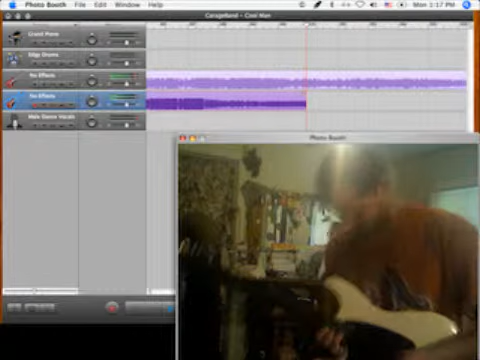 Photo Booth File Edit Window Help
Mon 1:17 PM
GarageBand - Cool Man
Grand Piano
Edgy Drums
No Effects
No Effects
Male Dance Vocals
Photo Booth